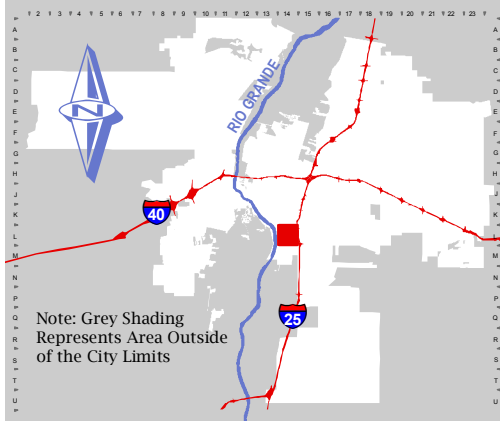 2 3 4 5 6 7 8 9 10 11 12 13 14 15 16 17 18 19 20 21 22 23
A
B
C
D
E
F
G
H
J
K
L
M
N
P
Q
R
S
T
U
N
RIO GRANDE
40
25
Note: Grey Shading
Represents Area Outside
of the City Limits
A
B
C
D
E
F
G
H
J
K
L
M
N
P
Q
R
S
T
U